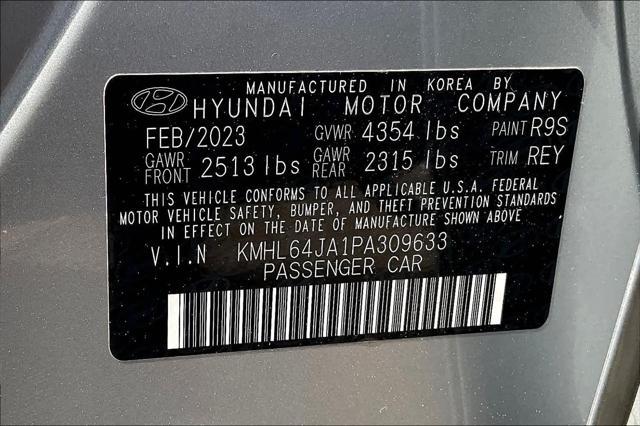 MANUFACTURED IN KOREA BY
HYUNDAI MOTOR COMPANY
FEB/2023 GVWR 4354 lbs PAINT R9S
GAWR FRONT 2513 lbs GAWR REAR 2315 lbs TRIM REY
THIS VEHICLE CONFORMS TO ALL APPLICABLE U.S.A. FEDERAL
MOTOR VEHICLE SAFETY, BUMPER, AND THEFT PREVENTION STANDARDS
IN EFFECT ON THE DATE OF MANUFACTURE SHOWN ABOVE
V.I.N KMHL64JA1PA309633
PASSENGER CAR